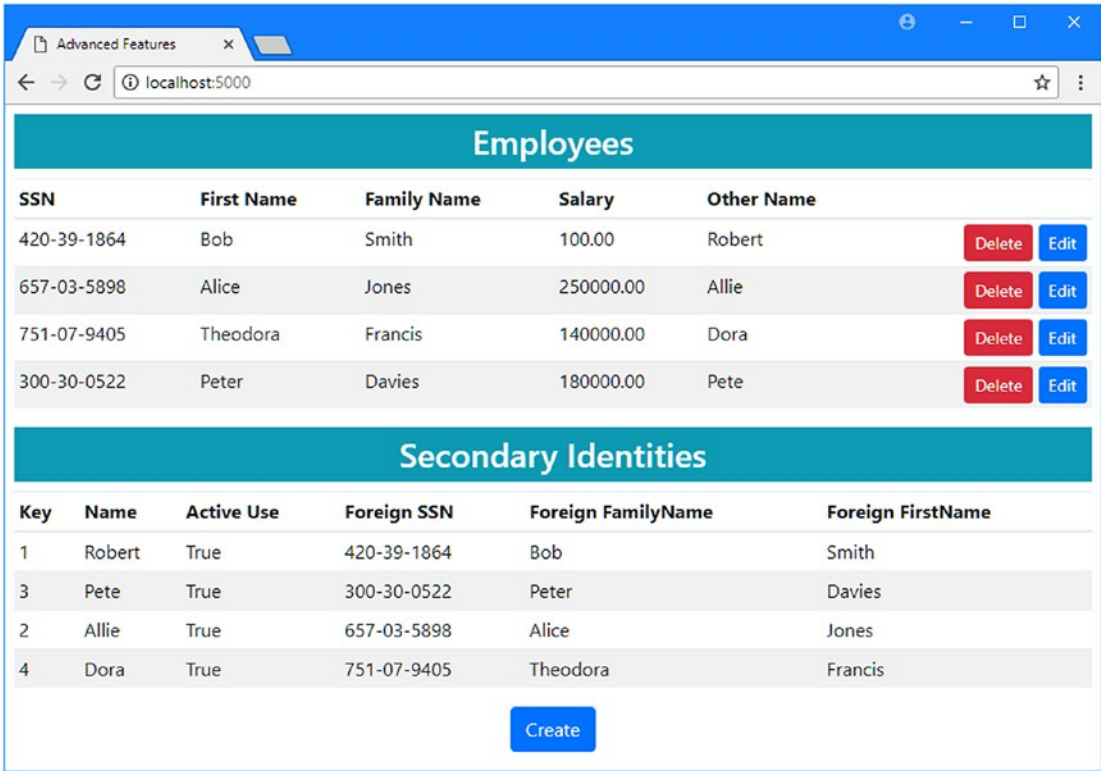 Advanced Features
localhost:5000
Employees
SSN First Name Family Name Salary Other Name
420-39-1864 Bob Smith 100.00 Robert Delete Edit
657-03-5898 Alice Jones 250000.00 Allie Delete Edit
751-07-9405 Theodora Francis 140000.00 Dora Delete Edit
300-30-0522 Peter Davies 180000.00 Pete Delete Edit
Secondary Identities
Key Name Active Use Foreign SSN Foreign FamilyName Foreign FirstName
1 Robert True 420-39-1864 Bob Smith
3 Pete True 300-30-0522 Peter Davies
2 Allie True 657-03-5898 Alice Jones
4 Dora True 751-07-9405 Theodora Francis
Create